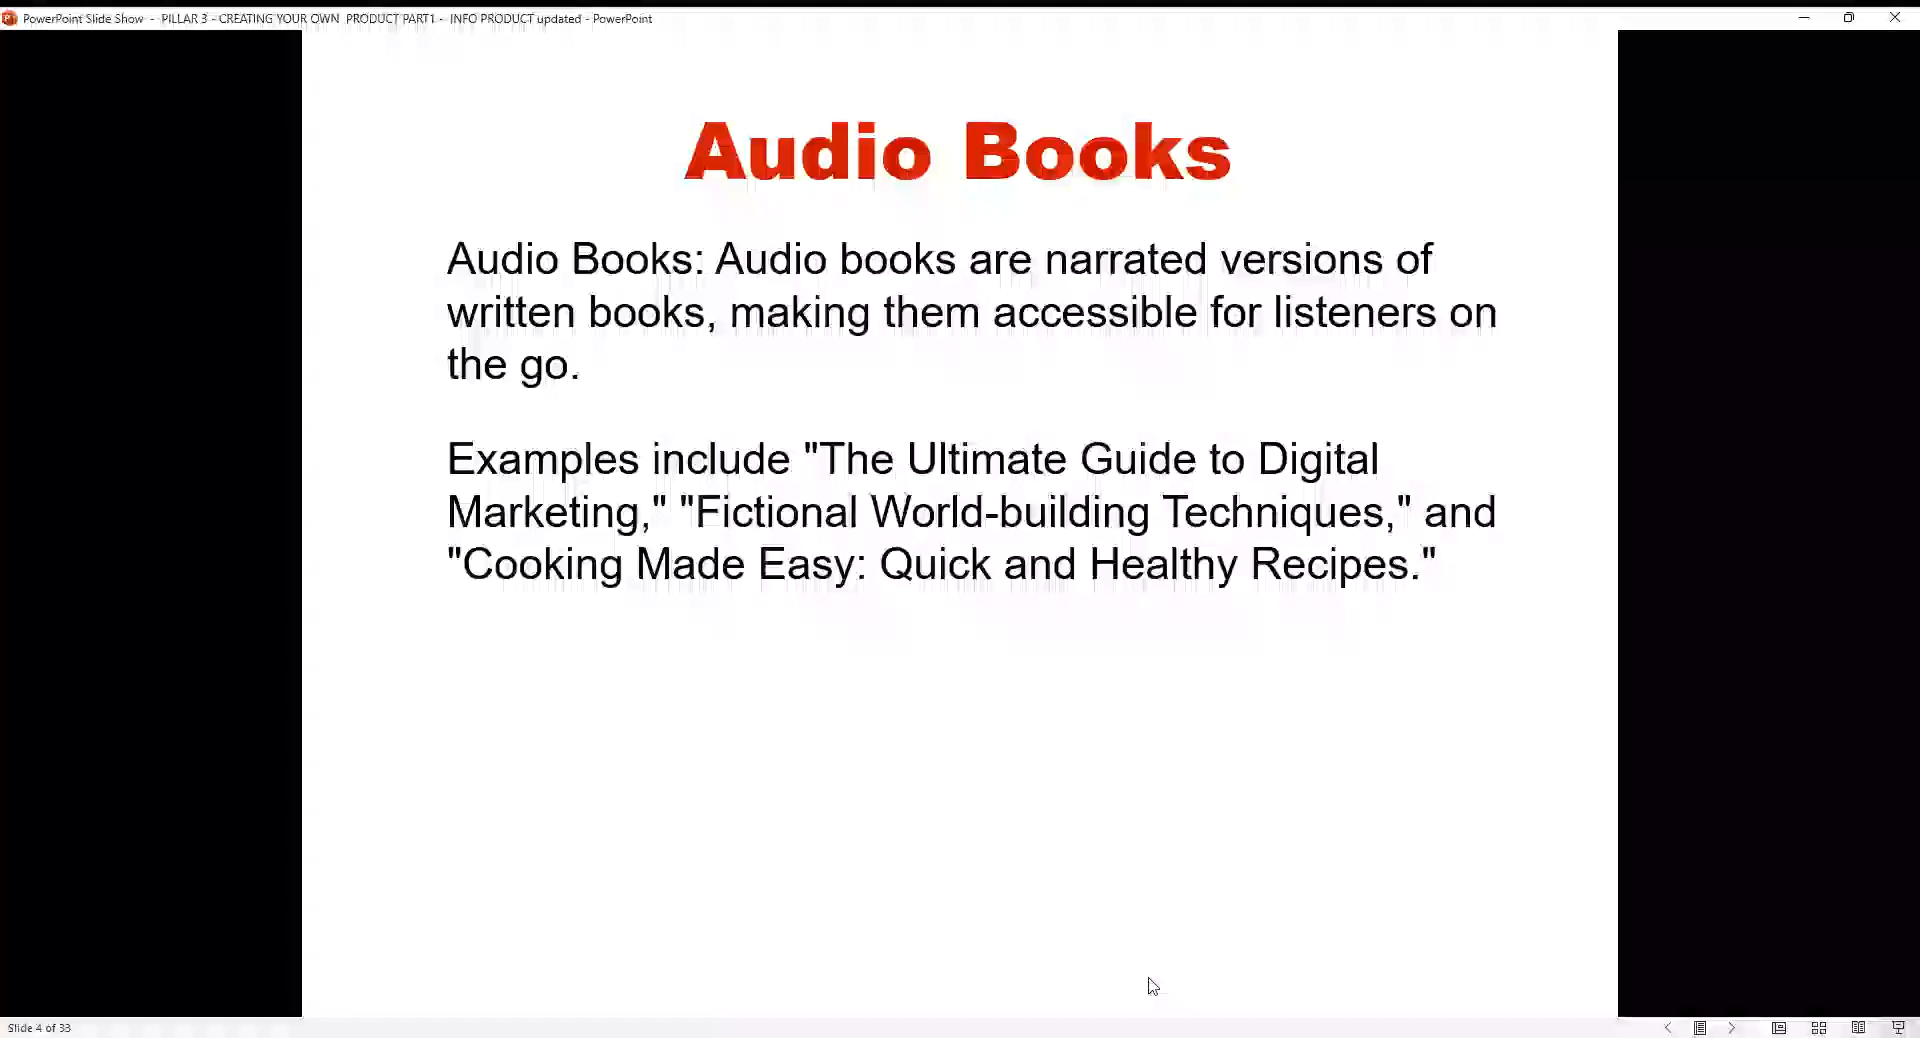 PowerPoint Slide Show - PILLAR 3 - CREATING YOUR OWN PRODUCT PART1 - INFO PRODUCT updated - PowerPoint
Audio Books
Audio Books: Audio books are narrated versions of
written books, making them accessible for listeners on
the go.
Examples include "The Ultimate Guide to Digital
Marketing," "Fictional World-building Techniques," and
"Cooking Made Easy: Quick and Healthy Recipes."
Slide 4 of 33